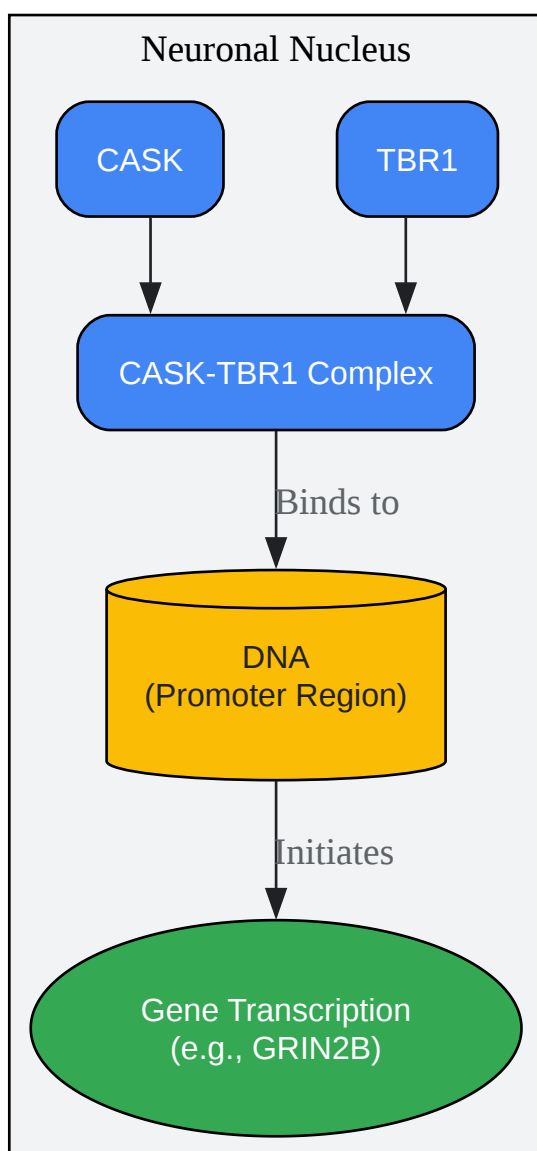 Neuronal Nucleus
CASK
TBR1
CASK-TBR1 Complex
Binds to
DNA
(Promoter Region)
Initiates
Gene Transcription
(e.g., GRIN2B)